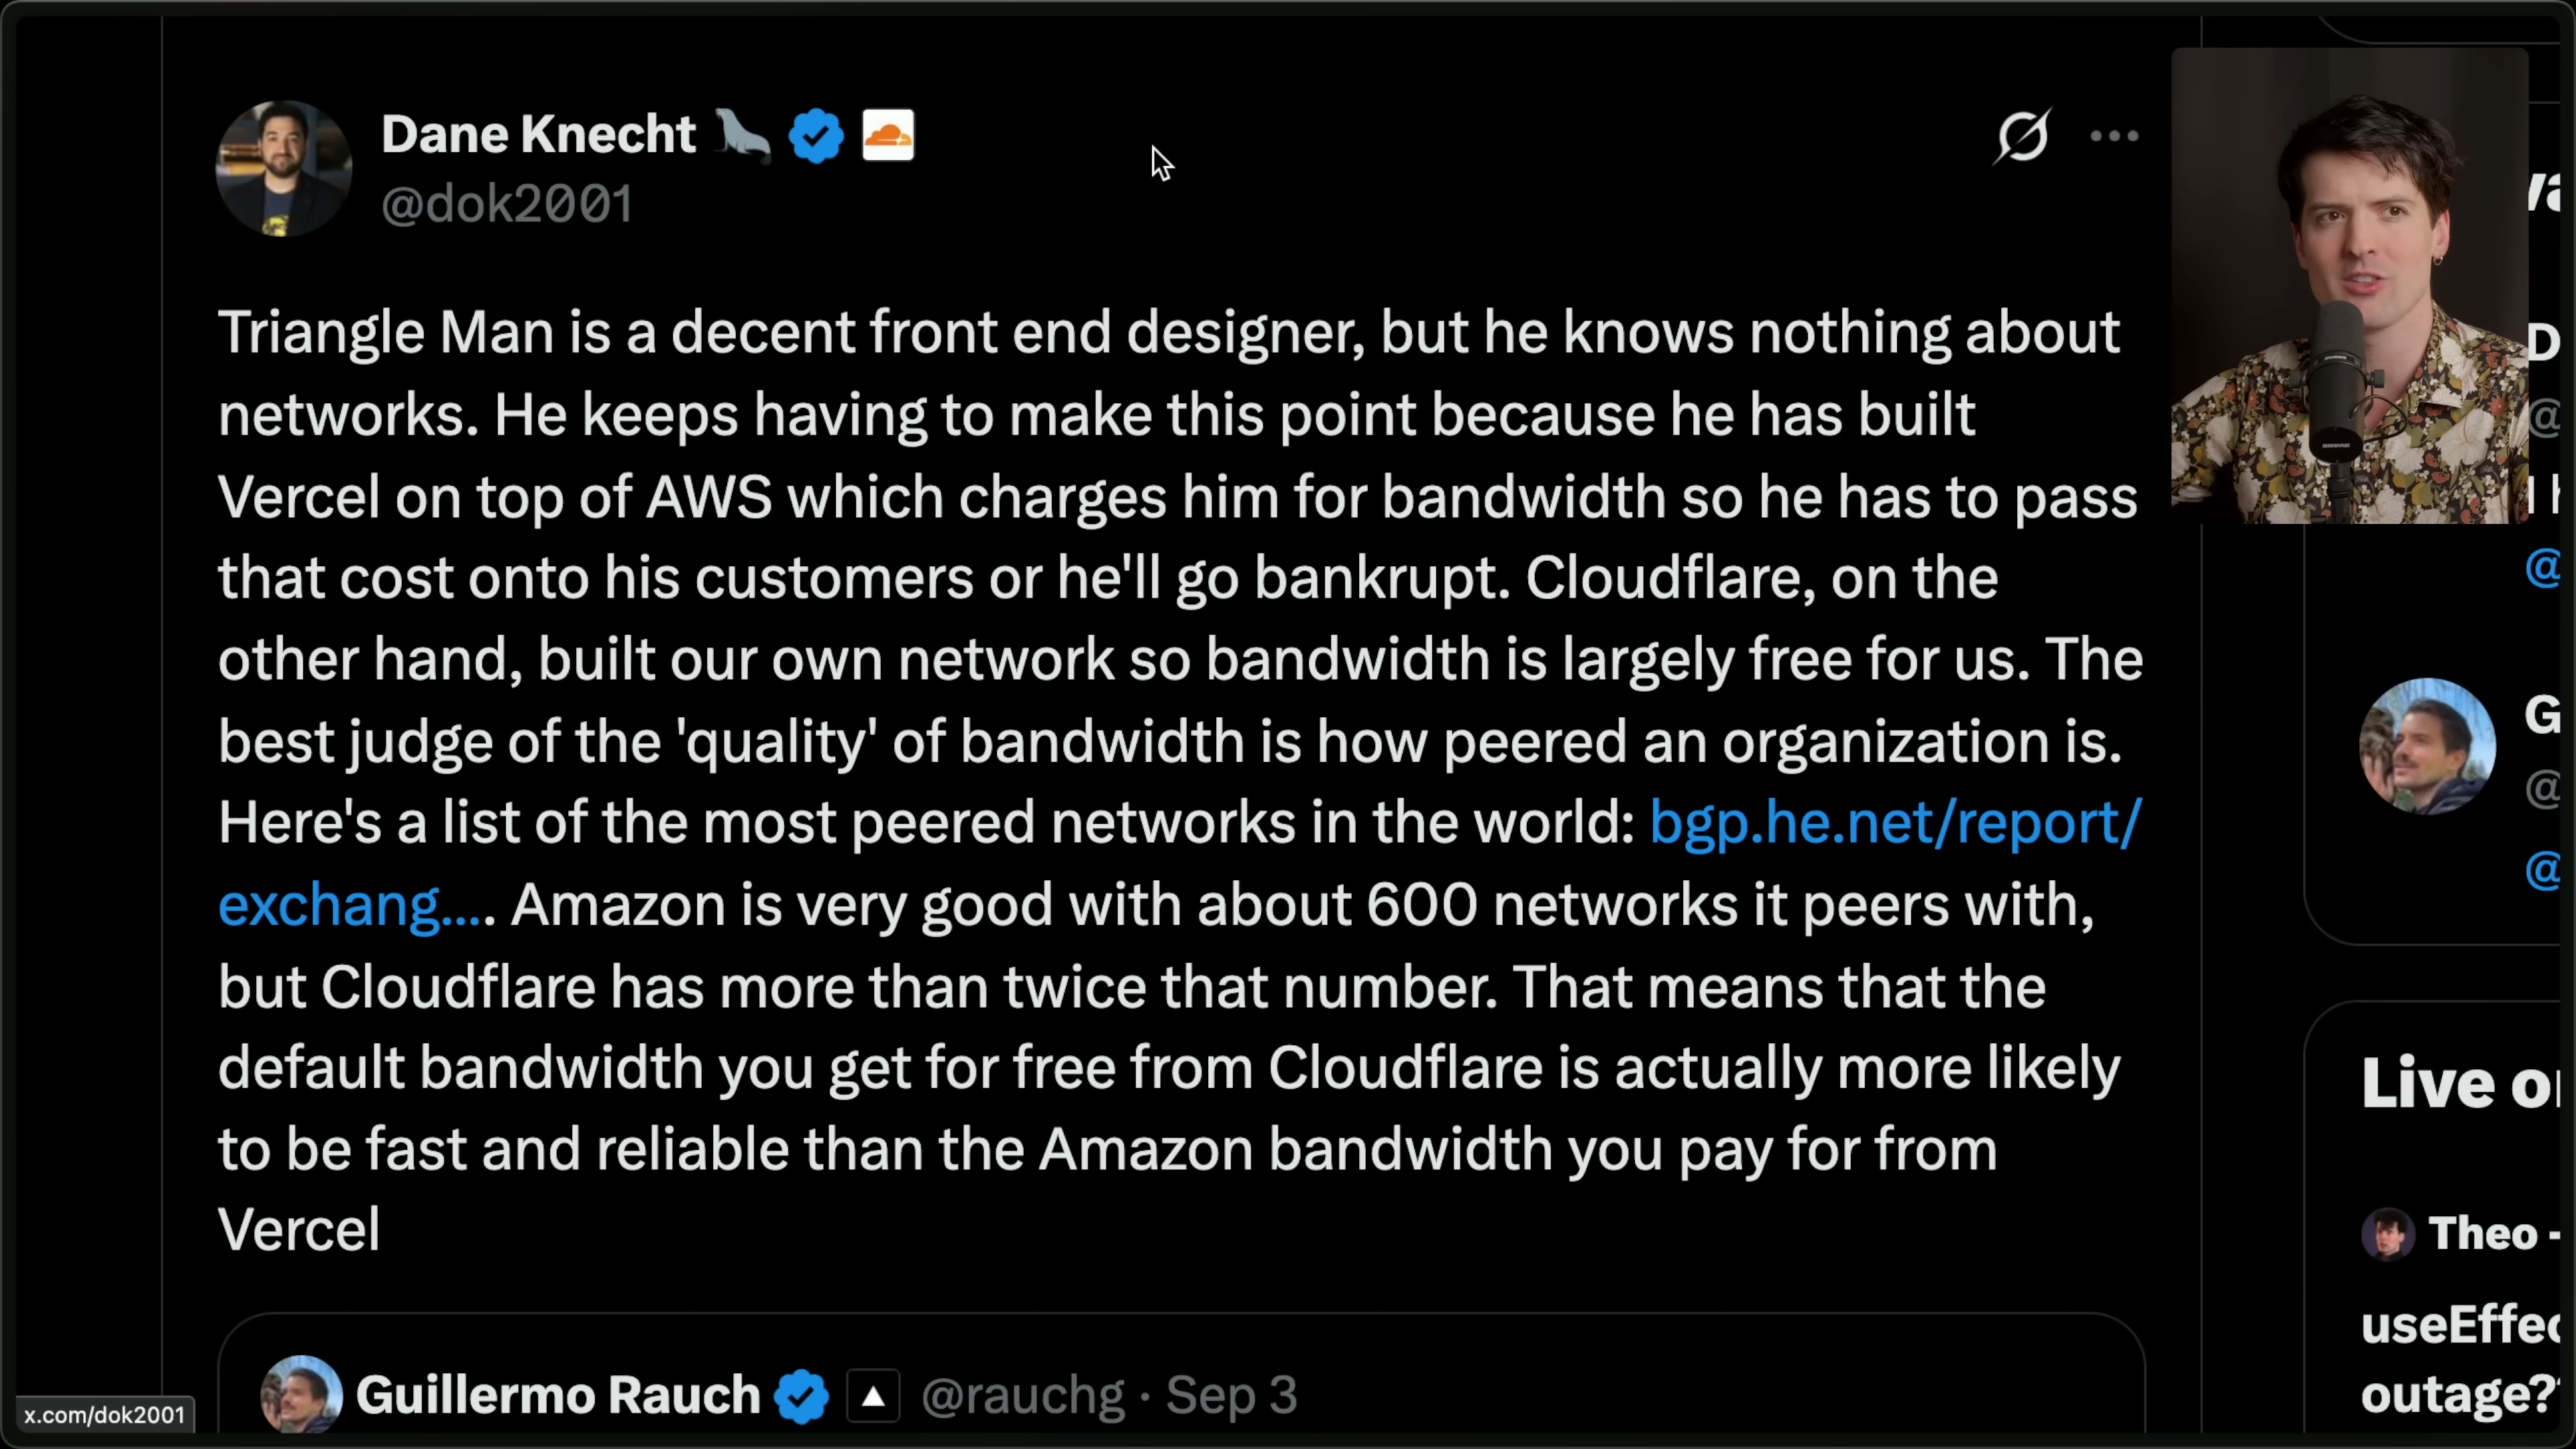 Dane Knecht
@dok2001
Triangle Man is a decent front end designer, but he knows nothing about
networks. He keeps having to make this point because he has built
Vercel on top of AWS which charges him for bandwidth so he has to pass
that cost onto his customers or he'll go bankrupt. Cloudflare, on the
other hand, built our own network so bandwidth is largely free for us. The
best judge of the 'quality' of bandwidth is how peered an organization is.
Here's a list of the most peered networks in the world: bgp.he.net/report/
exchang.... Amazon is very good with about 600 networks it peers with,
but Cloudflare has more than twice that number. That means that the
default bandwidth you get for free from Cloudflare is actually more likely
to be fast and reliable than the Amazon bandwidth you pay for from
Vercel
Guillermo Rauch @rauchg · Sep 3
x.com/dok2001
D
@
I
@
G
@
@
Live o
Theo -
useEffec
outage?